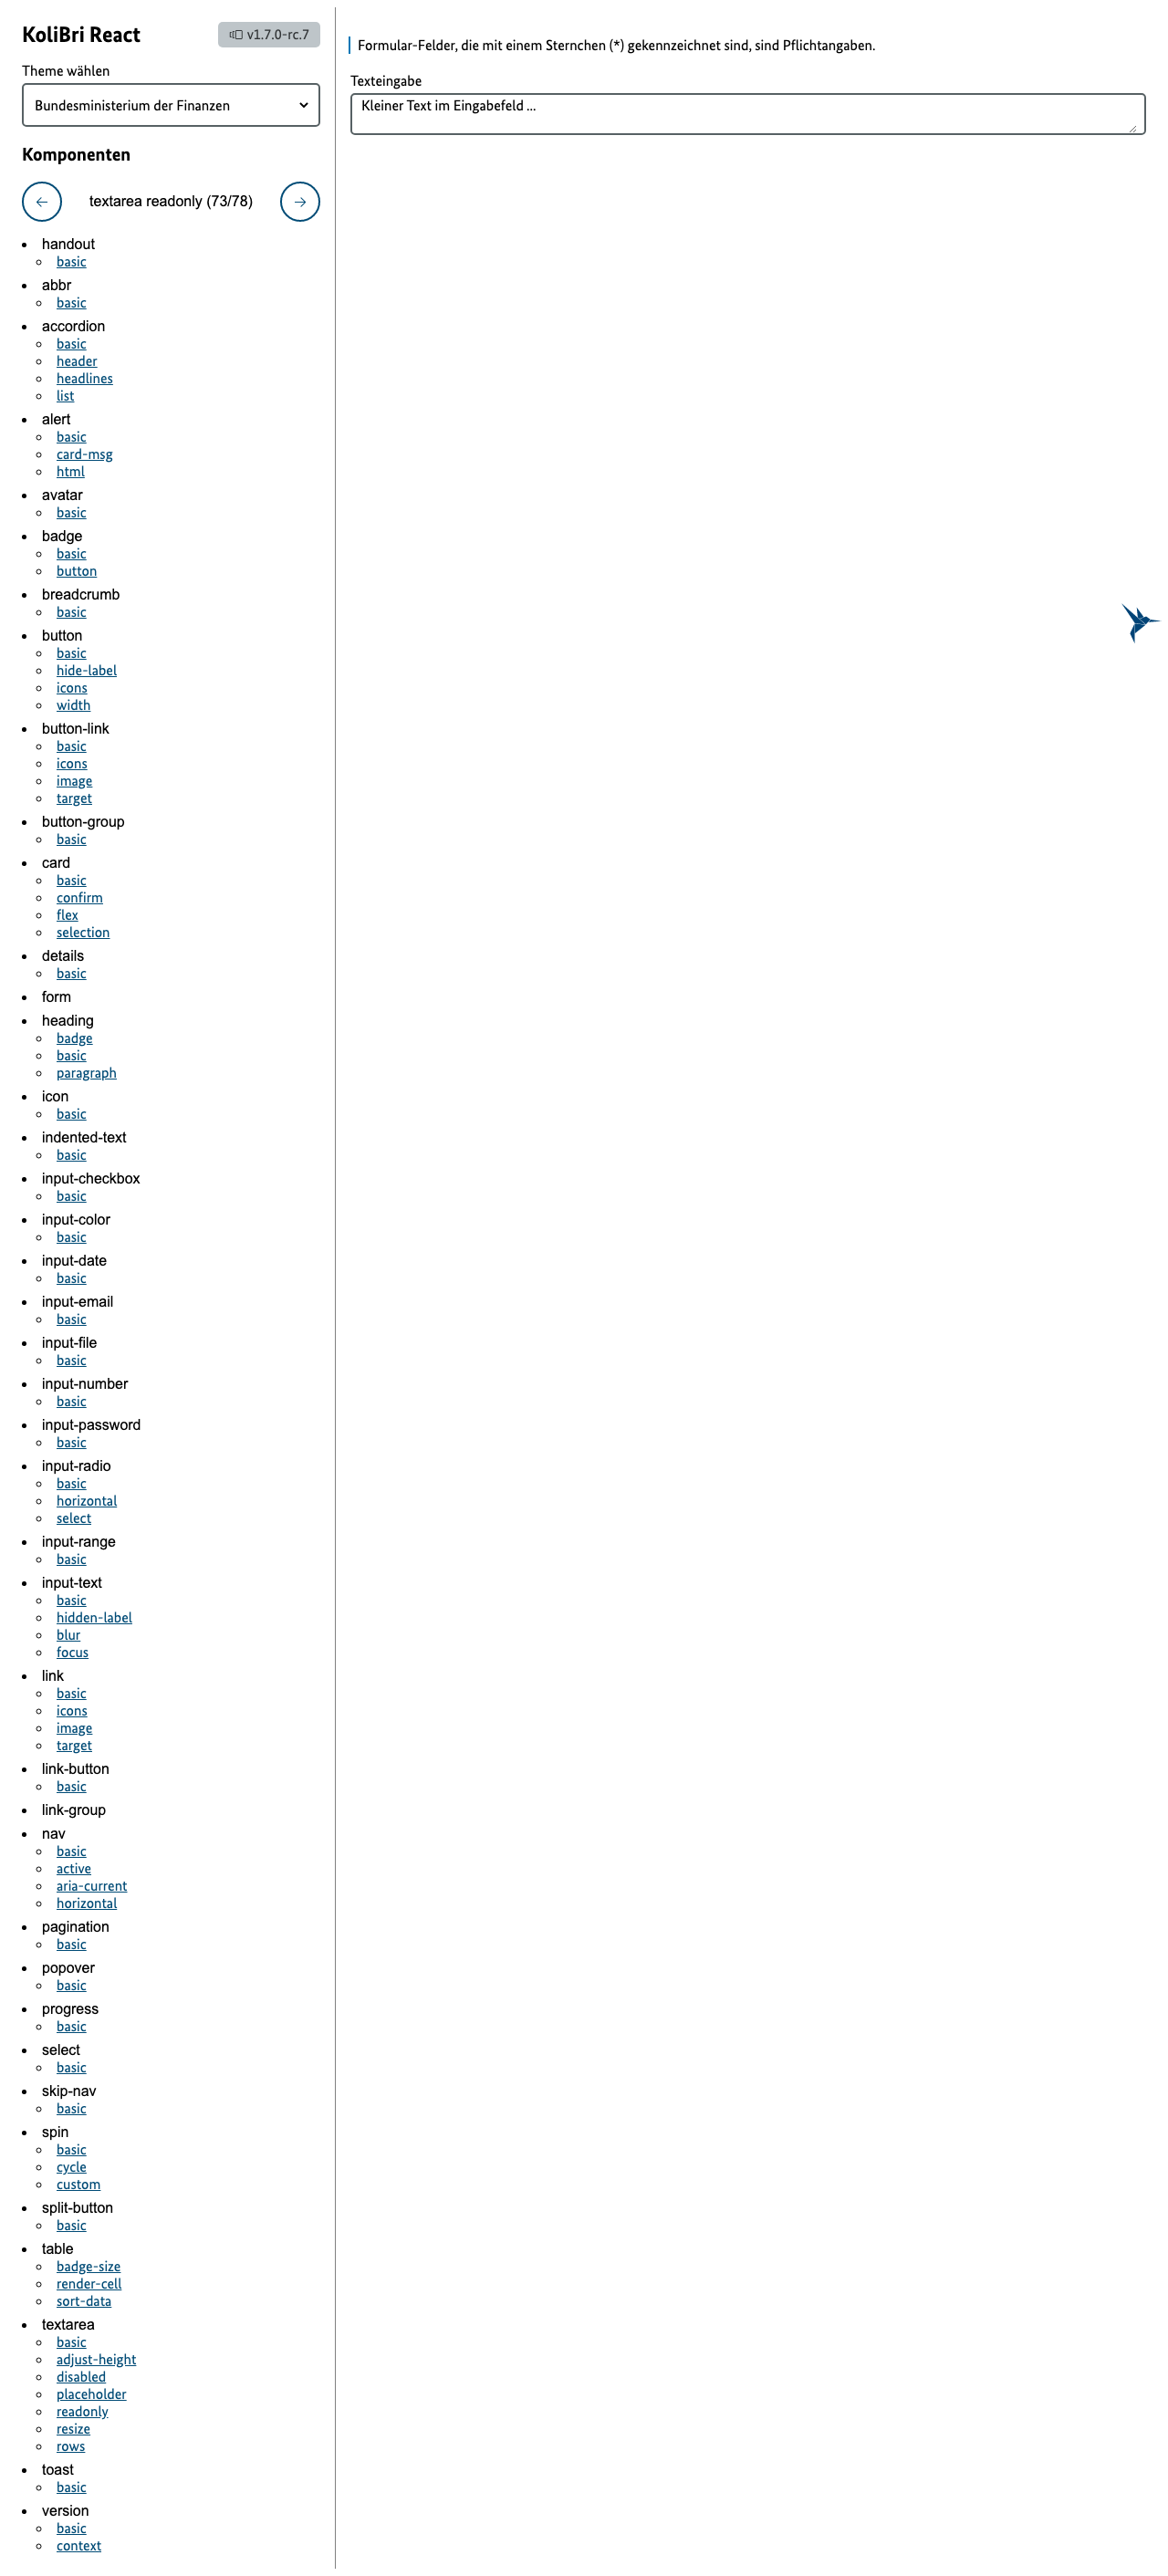 KoliBri React
v1.7.0-rc.7
Theme wählen
Bundesministerium der Finanzen
Komponenten
textarea readonly (73/78)
handout
basic
abbr
basic
accordion
basic
header
headlines
list
alert
basic
card-msg
html
avatar
basic
badge
basic
button
breadcrumb
basic
button
basic
hide-label
icons
width
button-link
basic
icons
image
target
button-group
basic
card
basic
confirm
flex
selection
details
basic
form
heading
badge
basic
paragraph
icon
basic
indented-text
basic
input-checkbox
basic
input-color
basic
input-date
basic
input-email
basic
input-file
basic
input-number
basic
input-password
basic
input-radio
basic
horizontal
select
input-range
basic
input-text
basic
hidden-label
blur
focus
link
basic
icons
image
target
link-button
basic
link-group
nav
basic
active
aria-current
horizontal
pagination
basic
popover
basic
progress
basic
select
basic
skip-nav
basic
spin
basic
cycle
custom
split-button
basic
table
badge-size
render-cell
sort-data
textarea
basic
adjust-height
disabled
placeholder
readonly
resize
rows
toast
basic
version
basic
context
Formular-Felder, die mit einem Sternchen (*) gekennzeichnet sind, sind Pflichtangaben.
Texteingabe
Kleiner Text im Eingabefeld ...